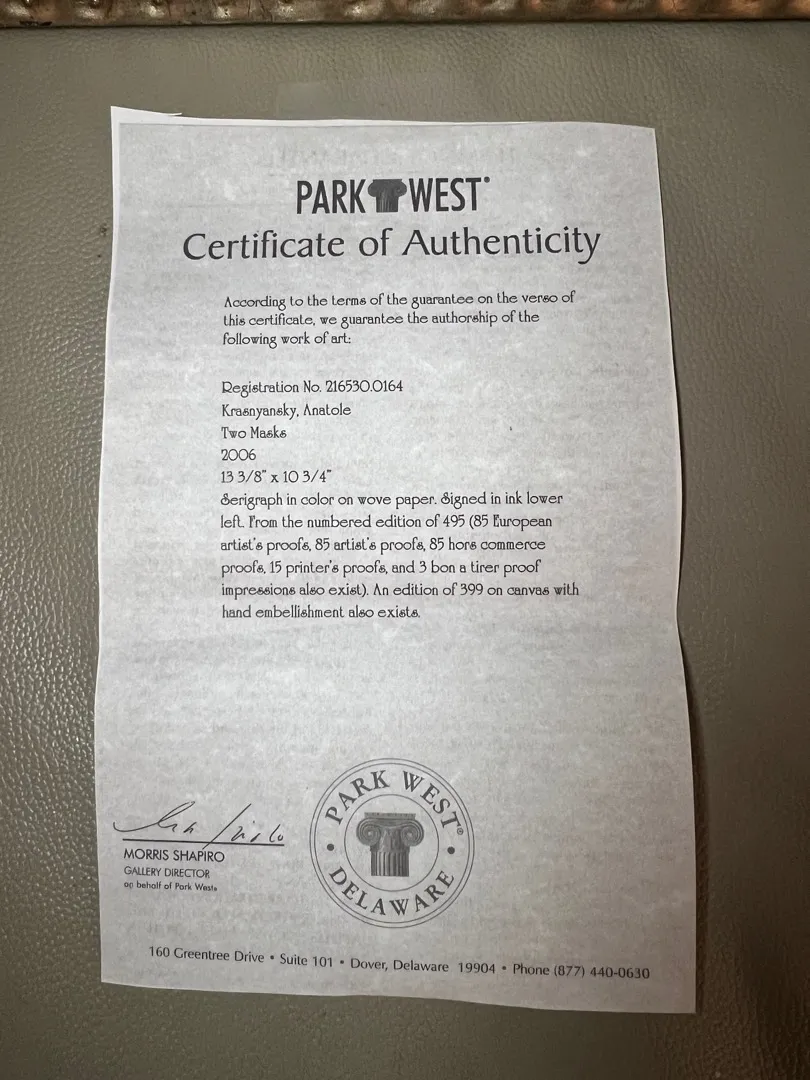 PARK WEST®
Certificate of Authenticity
According to the terms of the guarantee on the verso of
this certificate, we guarantee the authorship of the
following work of art:
Registration No. 216530.0164
Krasnyansky, Anatole
Two Masks
2006
13 3/8" x 10 3/4"
Serigraph in color on wove paper. Signed in ink lower
left. From the numbered edition of 495 (85 European
artist's proofs, 85 artist's proofs, 85 hors commerce
proofs, 15 printer's proofs, and 3 bon a tirer proof
impressions also exist). An edition of 399 on canvas with
hand embellishment also exists.
MORRIS SHAPIRO
GALLERY DIRECTOR
on behalf of Park West®
PARK WEST®
• DELAWARE •
160 Greentree Drive • Suite 101 • Dover, Delaware 19904 • Phone (877) 440-0630